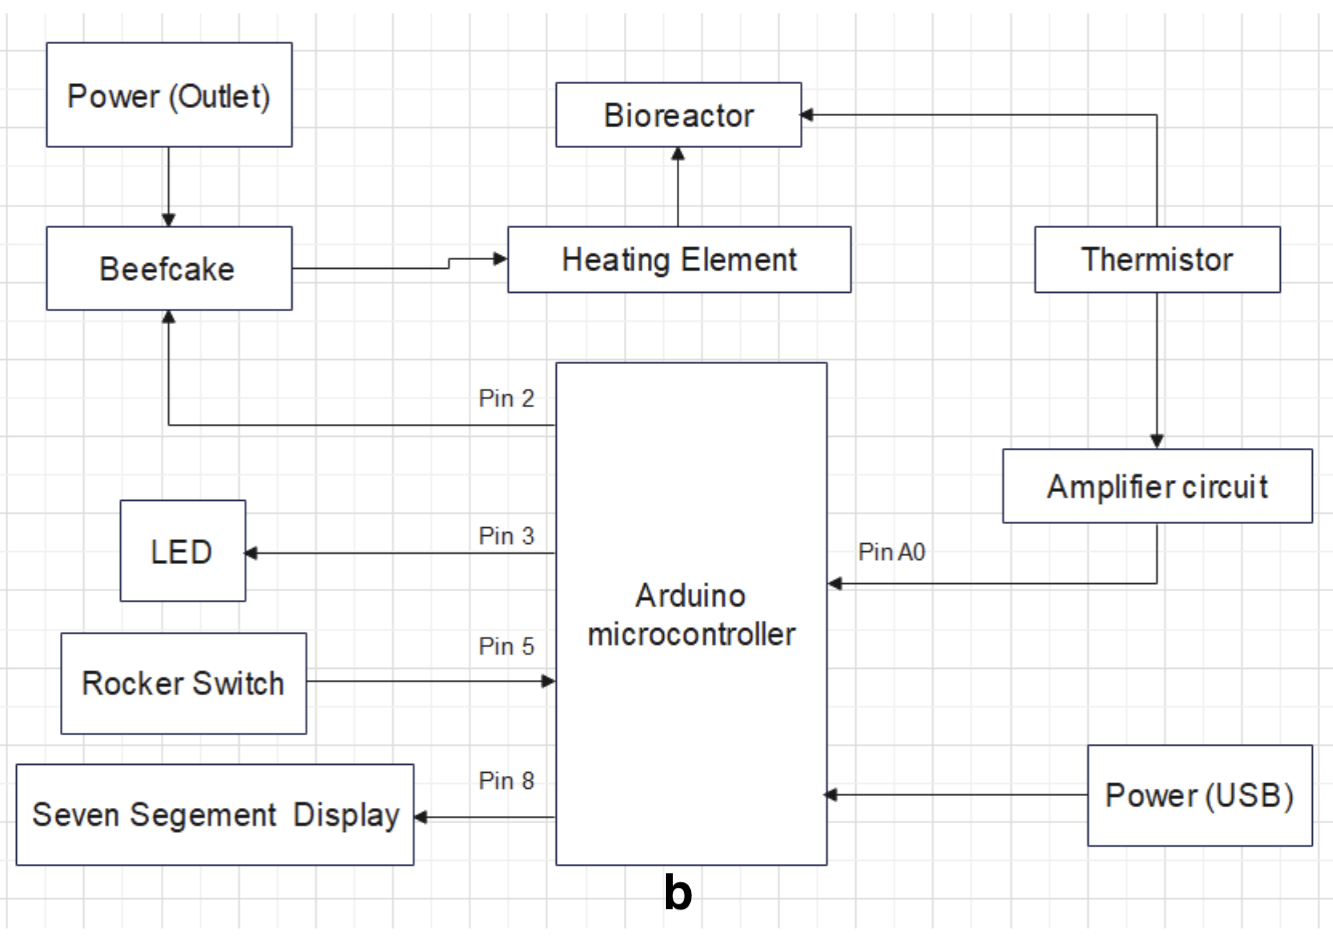 Power (Outlet)
Bioreactor
Beefcake
Heating Element
Thermistor
Pin 2
Amplifier circuit
LED
Pin 3
Pin A0
Arduino
microcontroller
Rocker Switch
Pin 5
Seven Segement Display
Pin 8
Power (USB)
b